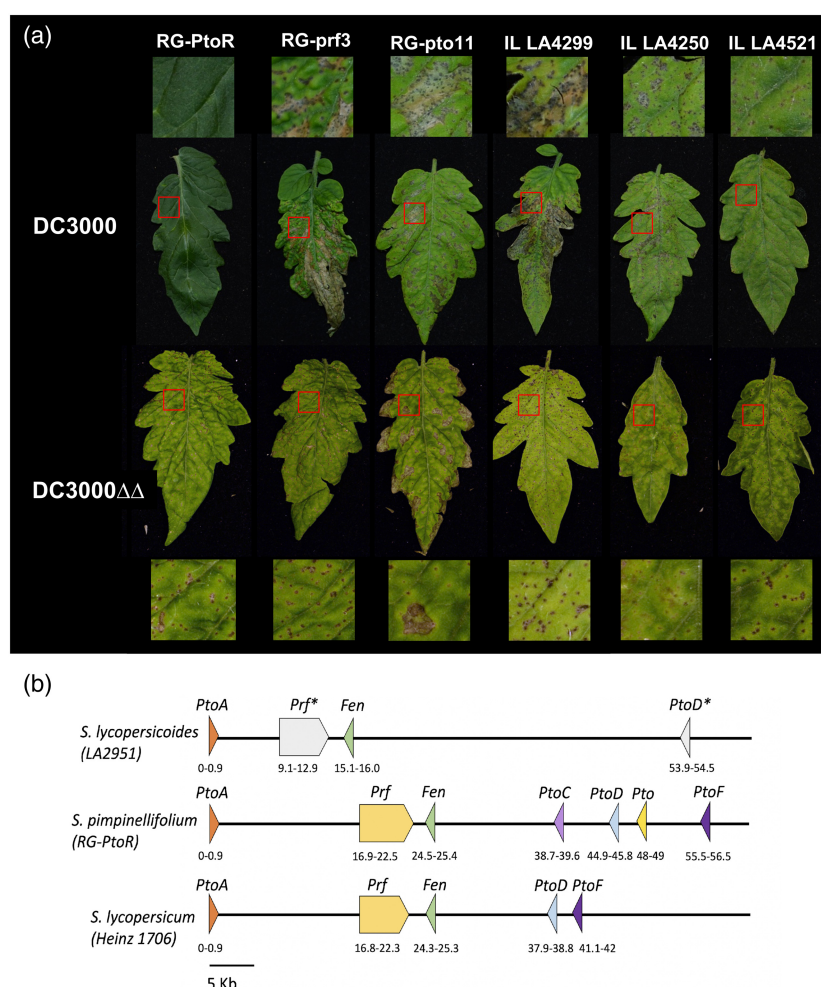 (a)
RG-PtoR RG-prf3 RG-pto11 IL LA4299 IL LA4250 IL LA4521
DC3000
DC3000ΔΔ
(b)
PtoA Prf* Fen PtoD*
S. lycopersicoides
(LA2951)
0-0.9 9.1-12.9 15.1-16.0 53.9-54.5
PtoA Prf Fen PtoC PtoD Pto PtoF
S. pimpinellifolium
(RG-PtoR)
0-0.9 16.9-22.5 24.5-25.4 38.7-39.6 44.9-45.8 48-49 55.5-56.5
PtoA Prf Fen PtoD PtoF
S. lycopersicum
(Heinz 1706)
0-0.9 16.8-22.3 24.3-25.3 37.9-38.8 41.1-42
5 Kb